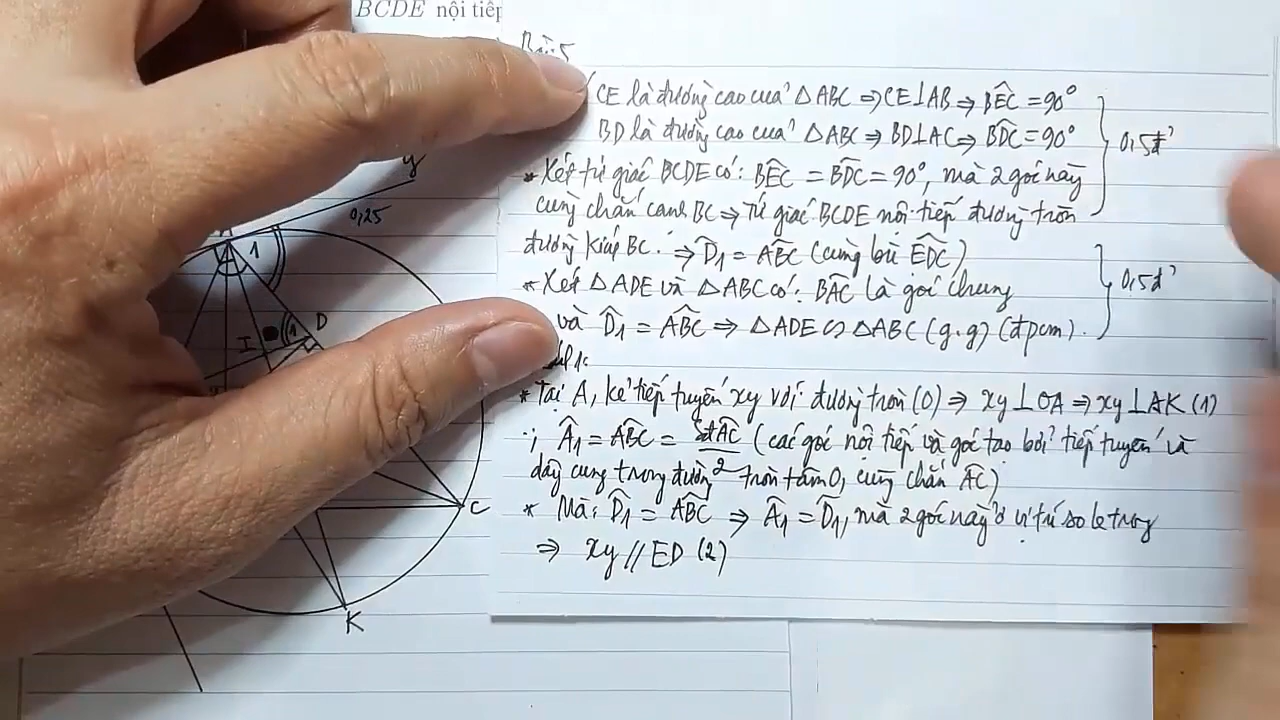 BCDE nội tiếp
Bài 5
CE là đường cao của △ABC ⇒ CE⊥AB ⇒ BÊC = 90°
BD là đường cao của △ABC ⇒ BD⊥AC ⇒ BD̂C = 90°
0,5đ
* Xét tứ giác BCDE có: BÊC = BD̂C = 90°, mà 2 góc này
cùng chắn cạnh BC ⇒ Tứ giác BCDE nội tiếp đường tròn
đường kính BC. ⇒ D̂1 = AB̂C (cùng bù ED̂C)
* Xét △ADE và △ABC có: BÂC là góc chung
0,5đ
và D̂1 = AB̂C ⇒ △ADE ∽ △ABC (g.g) (đpcm).
* Tại A, kẻ tiếp tuyến xy với đường tròn (O) ⇒ xy⊥OA ⇒ xy⊥AK (1)
Â1 = AB̂C = sđAC/2 (các góc nội tiếp và góc tạo bởi tiếp tuyến và
dây cung trong đường tròn tâm O, cùng chắn AC)
* Mà: D̂1 = AB̂C ⇒ Â1 = D̂1, mà 2 góc này ở vị trí so le trong
⇒ xy // ED (2)
y
0,25
A
1
1
D
I
C
K